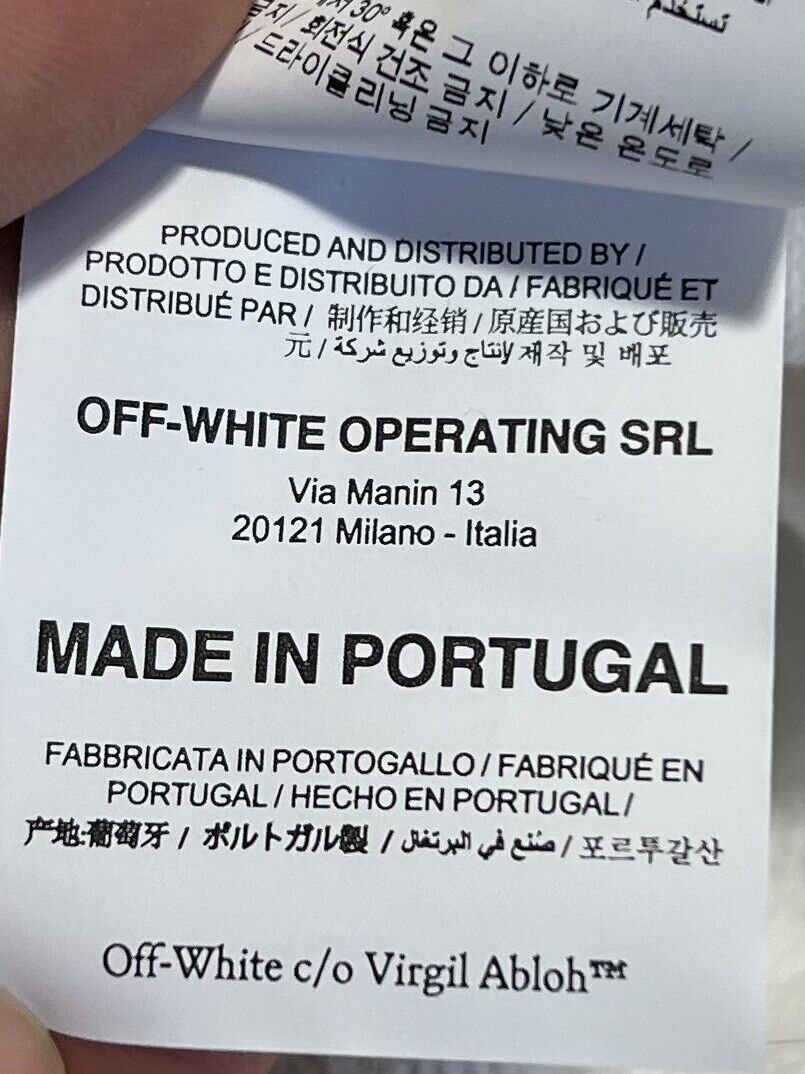 تستخدم
30° 혹은 그 이하로 기계세탁 /
금지 / 회전식 건조 금지 / 낮은 온도로
/ 드라이클리닝 금지
PRODUCED AND DISTRIBUTED BY /
PRODOTTO E DISTRIBUITO DA / FABRIQUÉ ET
DISTRIBUÉ PAR / 制作和经销 / 原産国および販売
元 / لإنتاج وتوزيع شركة 제작 및 배포
OFF-WHITE OPERATING SRL
Via Manin 13
20121 Milano - Italia
MADE IN PORTUGAL
FABBRICATA IN PORTOGALLO / FABRIQUÉ EN
PORTUGAL / HECHO EN PORTUGAL /
产地:葡萄牙 / ポルトガル製 / صُنع في البرتغال / 포르투갈산
Off-White c/o Virgil Abloh™